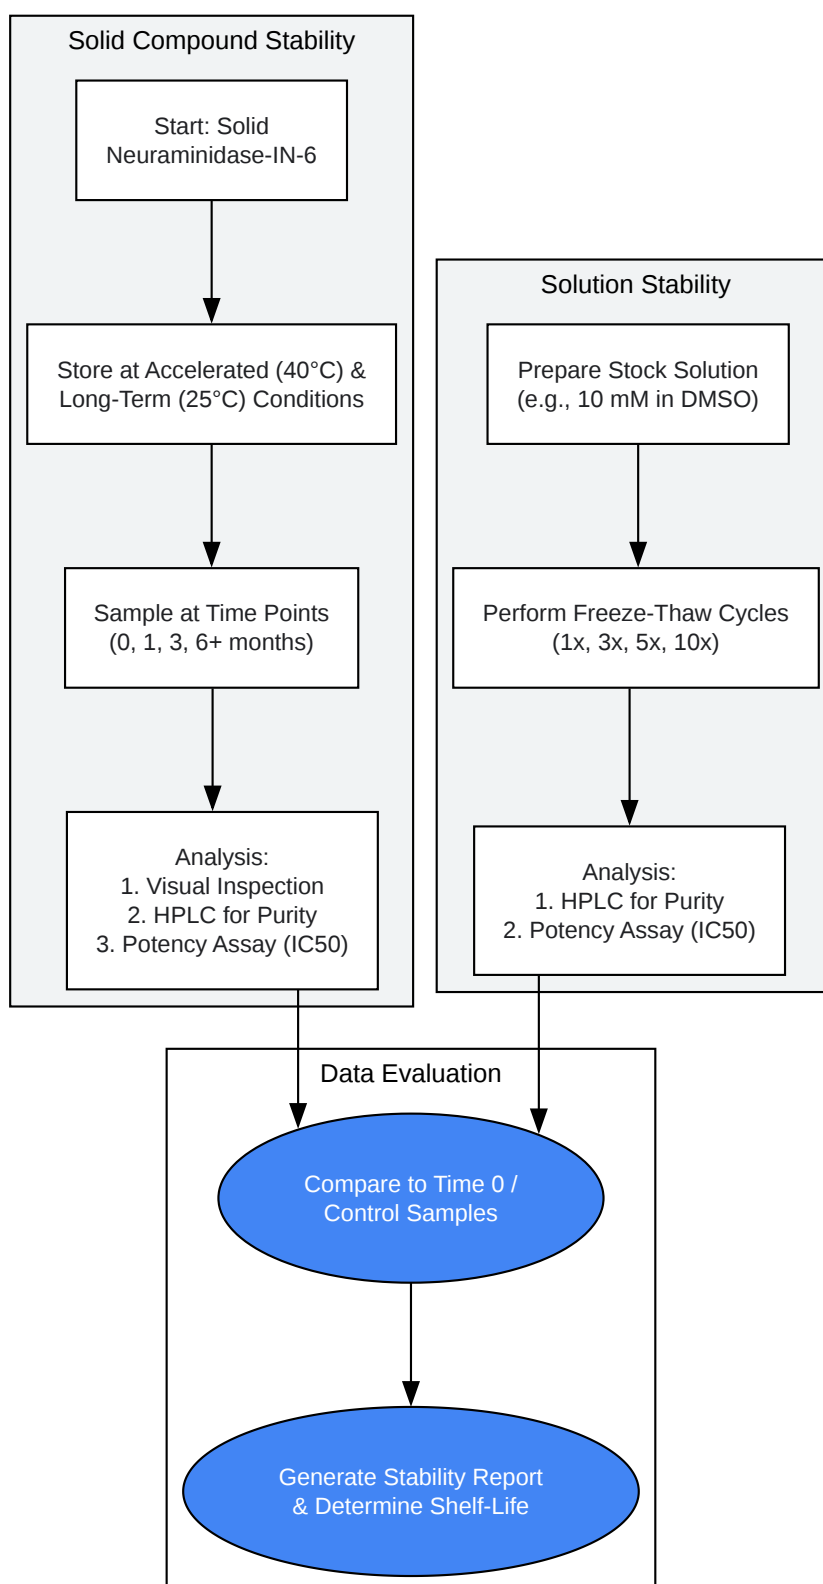 Solid Compound Stability
Start: Solid
Neuraminidase-IN-6
Store at Accelerated (40°C) &
Long-Term (25°C) Conditions
Sample at Time Points
(0, 1, 3, 6+ months)
Analysis:
1. Visual Inspection
2. HPLC for Purity
3. Potency Assay (IC50)
Solution Stability
Prepare Stock Solution
(e.g., 10 mM in DMSO)
Perform Freeze-Thaw Cycles
(1x, 3x, 5x, 10x)
Analysis:
1. HPLC for Purity
2. Potency Assay (IC50)
Data Evaluation
Compare to Time 0 /
Control Samples
Generate Stability Report
& Determine Shelf-Life